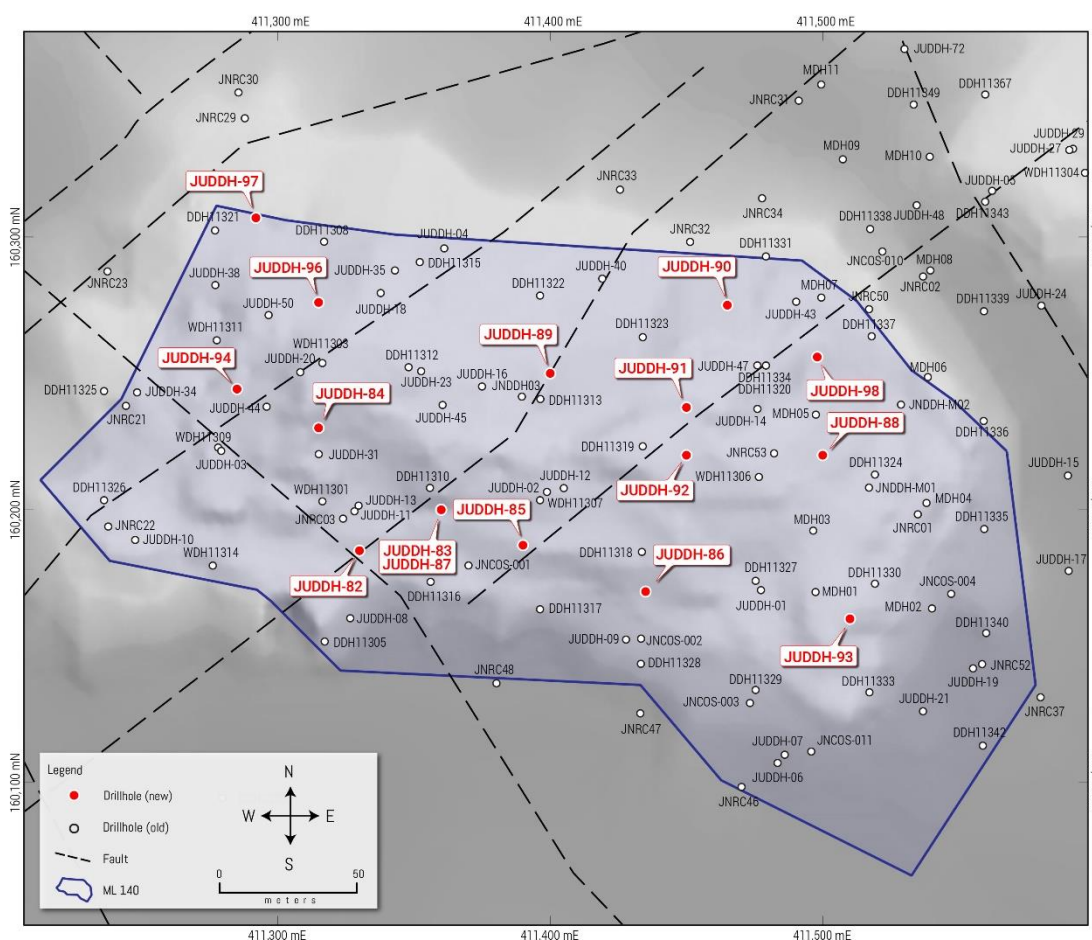 411,300 mE
411,400 mE
411,500 mE
JUDDH-72
MDH11
JNRC30
JNRC31
DDH11349
DDH11367
JNRC29
JUDDH-29
MDH09
MDH10
JUDDH-27
WDH11304
JUDDH-97
JNRC33
JUDDH-05
JNRC34
DDH11338
JUDDH-48
DDH11343
DDH11321
DDH11308
JUDDH-04
JNRC32
160,300 mN
DDH11331
JNCOS-010
MDH08
JUDDH-38
JUDDH-96
JUDDH-35
DDH11315
JUDDH-40
JUDDH-90
JNRC23
JNRC02
DDH11322
MDH07
JNRC50
JUDDH-50
JUDDH-18
JUDDH-43
DDH11339
JUDDH-24
WDH11311
DDH11323
DDH11337
JUDDH-89
WDH11303
JUDDH-94
JUDDH-20
DDH11312
JUDDH-16
JUDDH-91
JUDDH-47
MDH06
DDH11334
JUDDH-23
JNDDH03
DDH11320
JUDDH-98
DDH11325
JUDDH-34
JUDDH-84
DDH11313
JNRC21
JUDDH-44
JUDDH-45
JUDDH-14
MDH05
JNDDH-M02
JUDDH-88
DDH11336
WDH11309
DDH11319
JUDDH-03
JUDDH-31
JNRC53
JUDDH-15
DDH11310
JUDDH-12
WDH11306
DDH11324
DDH11326
WDH11301
JUDDH-02
JUDDH-92
JNDDH-M01
JUDDH-13
WDH11307
MDH04
160,200 mN
JNRC03
JUDDH-11
JUDDH-85
JNRC22
JNRC01
DDH11335
JUDDH-10
MDH03
JUDDH-83
JUDDH-87
DDH11318
JUDDH-86
WDH11314
JNCOS-001
DDH11327
DDH11330
JUDDH-17
JUDDH-82
DDH11316
JUDDH-01
MDH01
JNCOS-004
DDH11317
MDH02
JUDDH-08
DDH11340
JUDDH-09
JNCOS-002
DDH11305
JUDDH-93
DDH11328
JNRC52
JNRC48
JUDDH-19
DDH11329
DDH11333
JNCOS-003
JUDDH-21
JNRC37
JNRC47
DDH11342
JUDDH-07
JNCOS-011
JUDDH-06
160,100 mN
JNRC46
Legend
Drillhole (new)
Drillhole (old)
Fault
ML 140
N
W
E
S
0
50
meters
411,300 mE
411,400 mE
411,500 mE